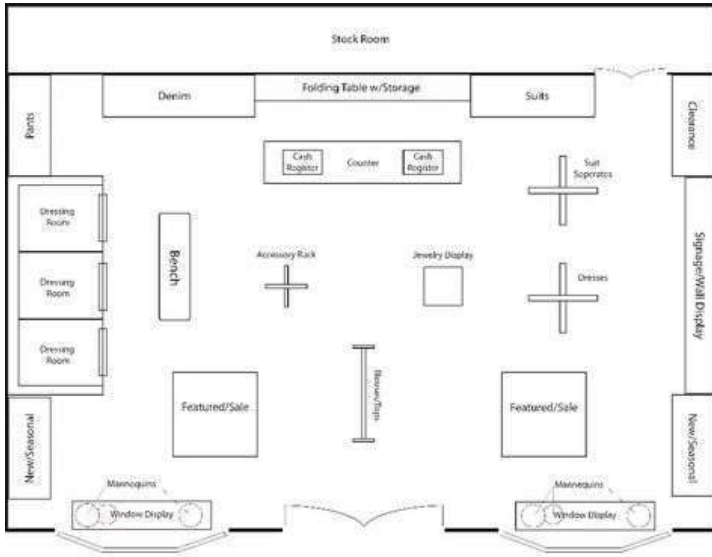 Stock Room
Pants
Denim
Folding Table w/Storage
Suits
Clearance
Cash
Register
Counter
Cash
Register
Suit
Seperates
Dressing
Room
Bench
Accessory Rack
Jewelry Display
Dresses
Signage/Wall Display
Dressing
Room
Dressing
Room
Featured/Sale
Blouses/Tops
Featured/Sale
New/Seasonal
New/Seasonal
Mannequins
Window Display
Mannequins
Window Display